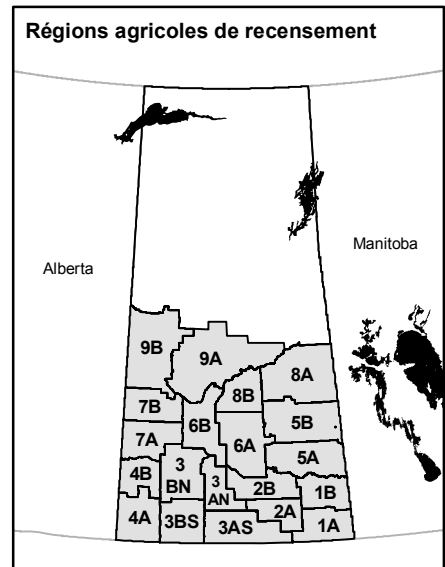 Régions agricoles de recensement
Alberta
Manitoba
9B
9A
8A
8B
7B
6B
5B
7A
6A
5A
4B
3
BN
3
AN
2B
1B
4A
3BS
3AS
2A
1A